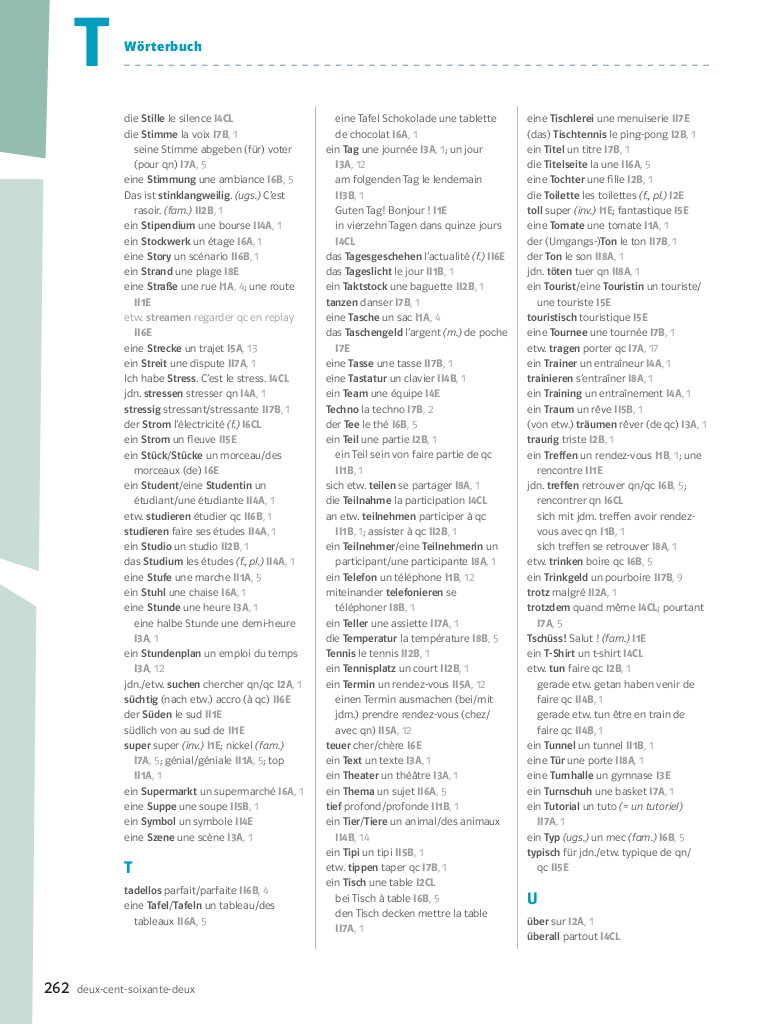 T
Wörterbuch
die Stille le silence I4CL
die Stimme la voix I7B, 1
seine Stimme abgeben (für) voter
(pour qn) I7A, 5
eine Stimmung une ambiance I6B, 5
Das ist stinklangweilig. (ugs.) C'est
rasoir. (fam.) II2B, 1
ein Stipendium une bourse II4A, 1
ein Stockwerk un étage I6A, 1
eine Story un scénario II6B, 1
ein Strand une plage I8E
eine Straße une rue I1A, 4; une route
II1E
etw. streamen regarder qc en replay
II6E
eine Strecke un trajet I5A, 13
ein Streit une dispute II7A, 1
Ich habe Stress. C'est le stress. I4CL
jdn. stressen stresser qn I4A, 1
stressig stressant/stressante II7B, 1
der Strom l'électricité (f.) I6CL
ein Strom un fleuve II5E
ein Stück/Stücke un morceau/des
morceaux (de) I6E
ein Student/eine Studentin un
étudiant/une étudiante II4A, 1
etw. studieren étudier qc II6B, 1
studieren faire ses études II4A, 1
ein Studio un studio II2B, 1
das Studium les études (f., pl.) II4A, 1
eine Stufe une marche II1A, 5
ein Stuhl une chaise I6A, 1
eine Stunde une heure I3A, 1
eine halbe Stunde une demi-heure
I3A, 1
ein Stundenplan un emploi du temps
I3A, 12
jdn./etw. suchen chercher qn/qc I2A, 1
süchtig (nach etw.) accro (à qc) II6E
der Süden le sud II1E
südlich von au sud de II1E
super super (inv.) I1E; nickel (fam.)
I7A, 5; génial/géniale II1A, 5; top
II1A, 1
ein Supermarkt un supermarché I6A, 1
eine Suppe une soupe II5B, 1
ein Symbol un symbole II4E
eine Szene une scène I3A, 1
T
tadellos parfait/parfaite II6B, 4
eine Tafel/Tafeln un tableau/des
tableaux II6A, 5
eine Tafel Schokolade une tablette
de chocolat I6A, 1
ein Tag une journée I3A, 1; un jour
I3A, 12
am folgenden Tag le lendemain
II3B, 1
Guten Tag! Bonjour ! I1E
in vierzehn Tagen dans quinze jours
I4CL
das Tagesgeschehen l'actualité (f.) II6E
das Tageslicht le jour II1B, 1
ein Taktstock une baguette II2B, 1
tanzen danser I7B, 1
eine Tasche un sac I1A, 4
das Taschengeld l'argent (m.) de poche
I7E
eine Tasse une tasse II7B, 1
eine Tastatur un clavier II4B, 1
ein Team une équipe I4E
Techno la techno I7B, 2
der Tee le thé I6B, 5
ein Teil une partie I2B, 1
ein Teil sein von faire partie de qc
II1B, 1
sich etw. teilen se partager I8A, 1
die Teilnahme la participation I4CL
an etw. teilnehmen participer à qc
II1B, 1; assister à qc II2B, 1
ein Teilnehmer/eine Teilnehmerin un
participant/une participante I8A, 1
ein Telefon un téléphone I1B, 12
miteinander telefonieren se
téléphoner I8B, 1
ein Teller une assiette II7A, 1
die Temperatur la température I8B, 5
Tennis le tennis II2B, 1
ein Tennisplatz un court II2B, 1
ein Termin un rendez-vous II5A, 12
einen Termin ausmachen (bei/mit
jdm.) prendre rendez-vous (chez/
avec qn) II5A, 12
teuer cher/chère I6E
ein Text un texte I3A, 1
ein Theater un théâtre I3A, 1
ein Thema un sujet II6A, 5
tief profond/profonde II1B, 1
ein Tier/Tiere un animal/des animaux
II4B, 14
ein Tipi un tipi II5B, 1
etw. tippen taper qc I7B, 1
ein Tisch une table I2CL
bei Tisch à table I6B, 5
den Tisch decken mettre la table
II7A, 1
eine Tischlerei une menuiserie II7E
(das) Tischtennis le ping-pong I2B, 1
ein Titel un titre I7B, 1
die Titelseite la une II6A, 5
eine Tochter une fille I2B, 1
die Toilette les toilettes (f., pl.) I2E
toll super (inv.) I1E; fantastique I5E
eine Tomate une tomate I1A, 1
der (Umgangs-)Ton le ton II7B, 1
der Ton le son II8A, 1
jdn. töten tuer qn II8A, 1
ein Tourist/eine Touristin un touriste/
une touriste I5E
touristisch touristique I5E
eine Tournee une tournée I7B, 1
etw. tragen porter qc I7A, 17
ein Trainer un entraîneur I4A, 1
trainieren s'entraîner I8A, 1
ein Training un entraînement I4A, 1
ein Traum un rêve II5B, 1
(von etw.) träumen rêver (de qc) I3A, 1
traurig triste I2B, 1
ein Treffen un rendez-vous I1B, 1; une
rencontre II1E
jdn. treffen retrouver qn/qc I6B, 5;
rencontrer qn I6CL
sich mit jdm. treffen avoir rendez-
vous avec qn I1B, 1
sich treffen se retrouver I8A, 1
etw. trinken boire qc I6B, 5
ein Trinkgeld un pourboire II7B, 9
trotz malgré II2A, 1
trotzdem quand même I4CL; pourtant
I7A, 5
Tschüss! Salut ! (fam.) I1E
ein T-Shirt un t-shirt I4CL
etw. tun faire qc I2B, 1
gerade etw. getan haben venir de
faire qc II4B, 1
gerade etw. tun être en train de
faire qc II4B, 1
ein Tunnel un tunnel II1B, 1
eine Tür une porte II8A, 1
eine Turnhalle un gymnase I3E
ein Turnschuh une basket I7A, 1
ein Tutorial un tuto (= un tutoriel)
II7A, 1
ein Typ (ugs.) un mec (fam.) I6B, 5
typisch für jdn./etw. typique de qn/
qc II5E
U
über sur I2A, 1
überall partout I4CL
262 deux-cent-soixante-deux